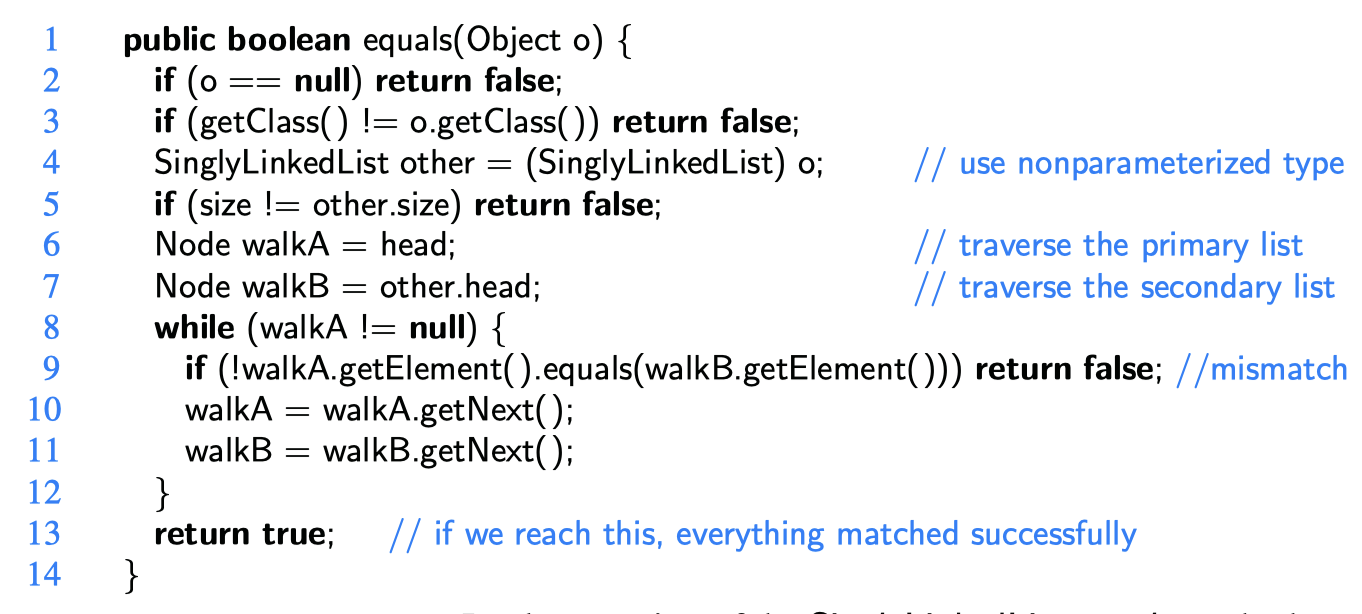 1 public boolean equals(Object o) {
2 if (o == null) return false;
3 if (getClass() != o.getClass()) return false;
4 SinglyLinkedList other = (SinglyLinkedList) o; // use nonparameterized type
5 if (size != other.size) return false;
6 Node walkA = head; // traverse the primary list
7 Node walkB = other.head; // traverse the secondary list
8 while (walkA != null) {
9 if (!walkA.getElement().equals(walkB.getElement())) return false; //mismatch
10 walkA = walkA.getNext();
11 walkB = walkB.getNext();
12 }
13 return true; // if we reach this, everything matched successfully
14 }